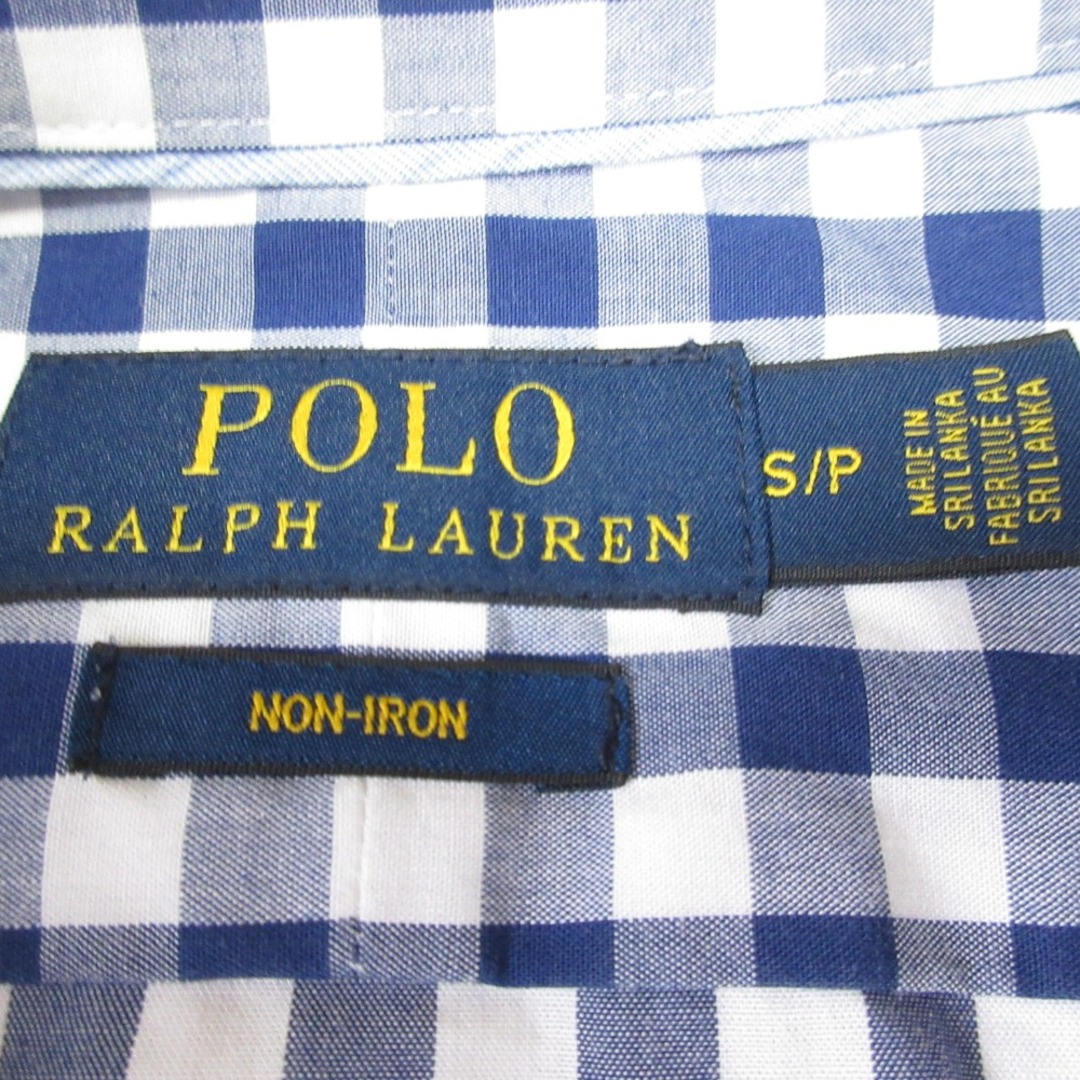 POLO
RALPH LAUREN
S/P
MADE IN
SRI LANKA
FABRIQUÉ AU
SRI LANKA
NON-IRON